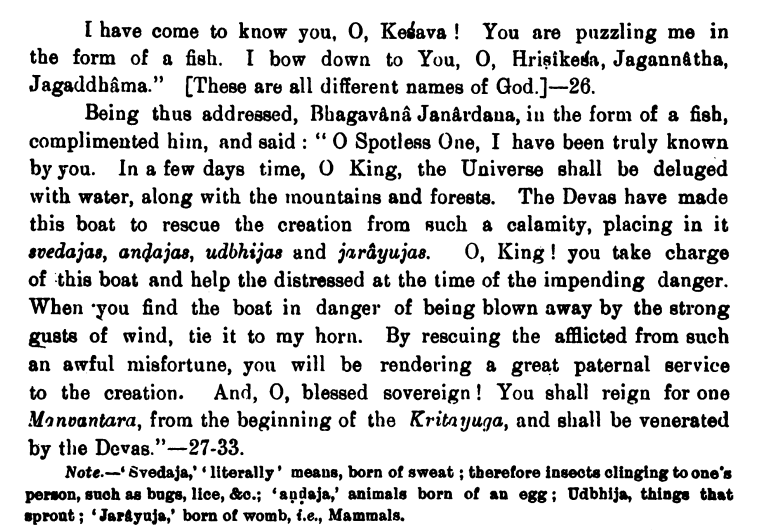 I have come to know you, O, Keśava ! You are puzzling me in
the form of a fish. I bow down to You, O, Hriṣîkeśa, Jagannâtha,
Jagaddhâma.” [These are all different names of God.]—26.
Being thus addressed, Bhagavânâ Janârdana, in the form of a fish,
complimented him, and said : “ O Spotless One, I have been truly known
by you. In a few days time, O King, the Universe shall be deluged
with water, along with the mountains and forests. The Devas have made
this boat to rescue the creation from such a calamity, placing in it
svedajas, anḍajas, udbhijas and jarâyujas. O, King ! you take charge
of this boat and help the distressed at the time of the impending danger.
When you find the boat in danger of being blown away by the strong
gusts of wind, tie it to my horn. By rescuing the afflicted from such
an awful misfortune, you will be rendering a great paternal service
to the creation. And, O, blessed sovereign ! You shall reign for one
Manvantara, from the beginning of the Kritayuga, and shall be venerated
by the Devas.”—27-33.
Note.—‘ Svedaja,’ ‘ literally ’ means, born of sweat ; therefore insects clinging to one's
person, such as bugs, lice, &c.; ‘aṇḍaja,’ animals born of an egg ; Udbhija, things that
sprout ; ‘Jarâyuja,’ born of womb, i.e., Mammals.